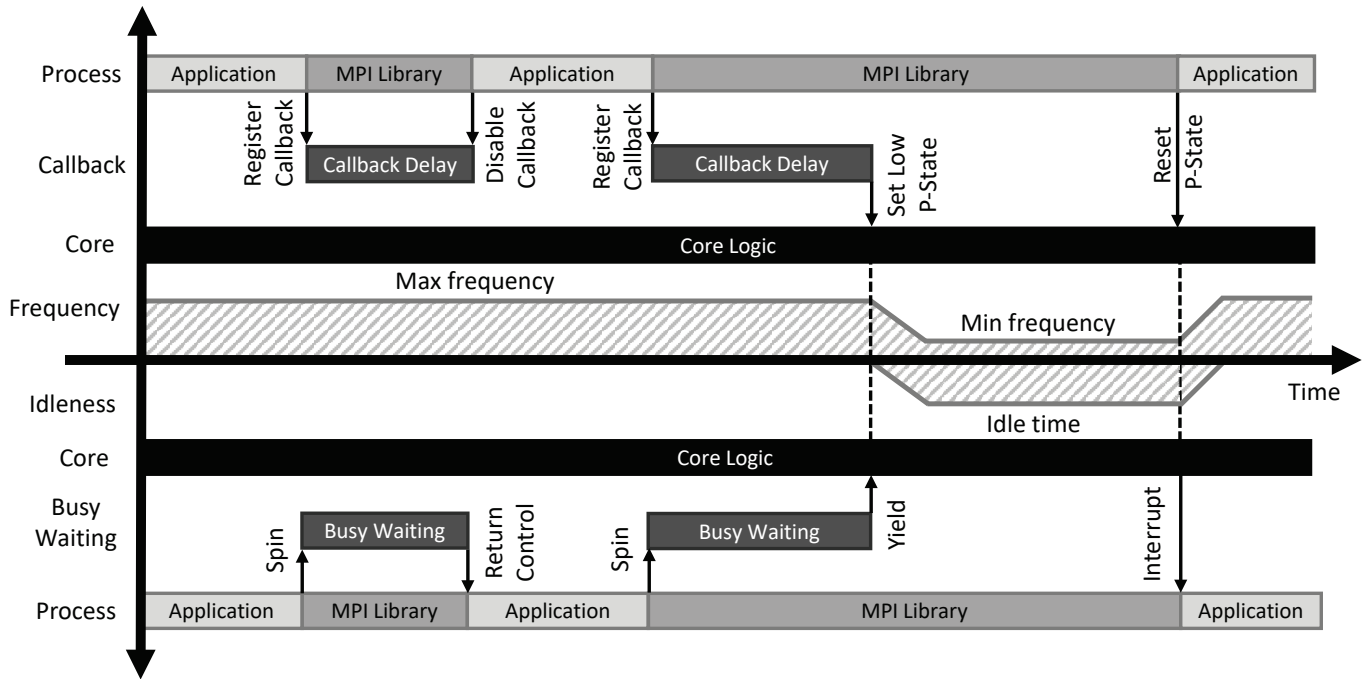 Process
Application
MPI Library
Application
MPI Library
Application
Register
Callback
Disable
Callback
Register
Callback
Set Low
P-State
Reset
P-State
Callback
Callback Delay
Callback Delay
Core
Core Logic
Max frequency
Frequency
Min frequency
Time
Idleness
Idle time
Core
Core Logic
Busy
Waiting
Spin
Busy Waiting
Return
Control
Spin
Busy Waiting
Yield
Interrupt
Process
Application
MPI Library
Application
MPI Library
Application